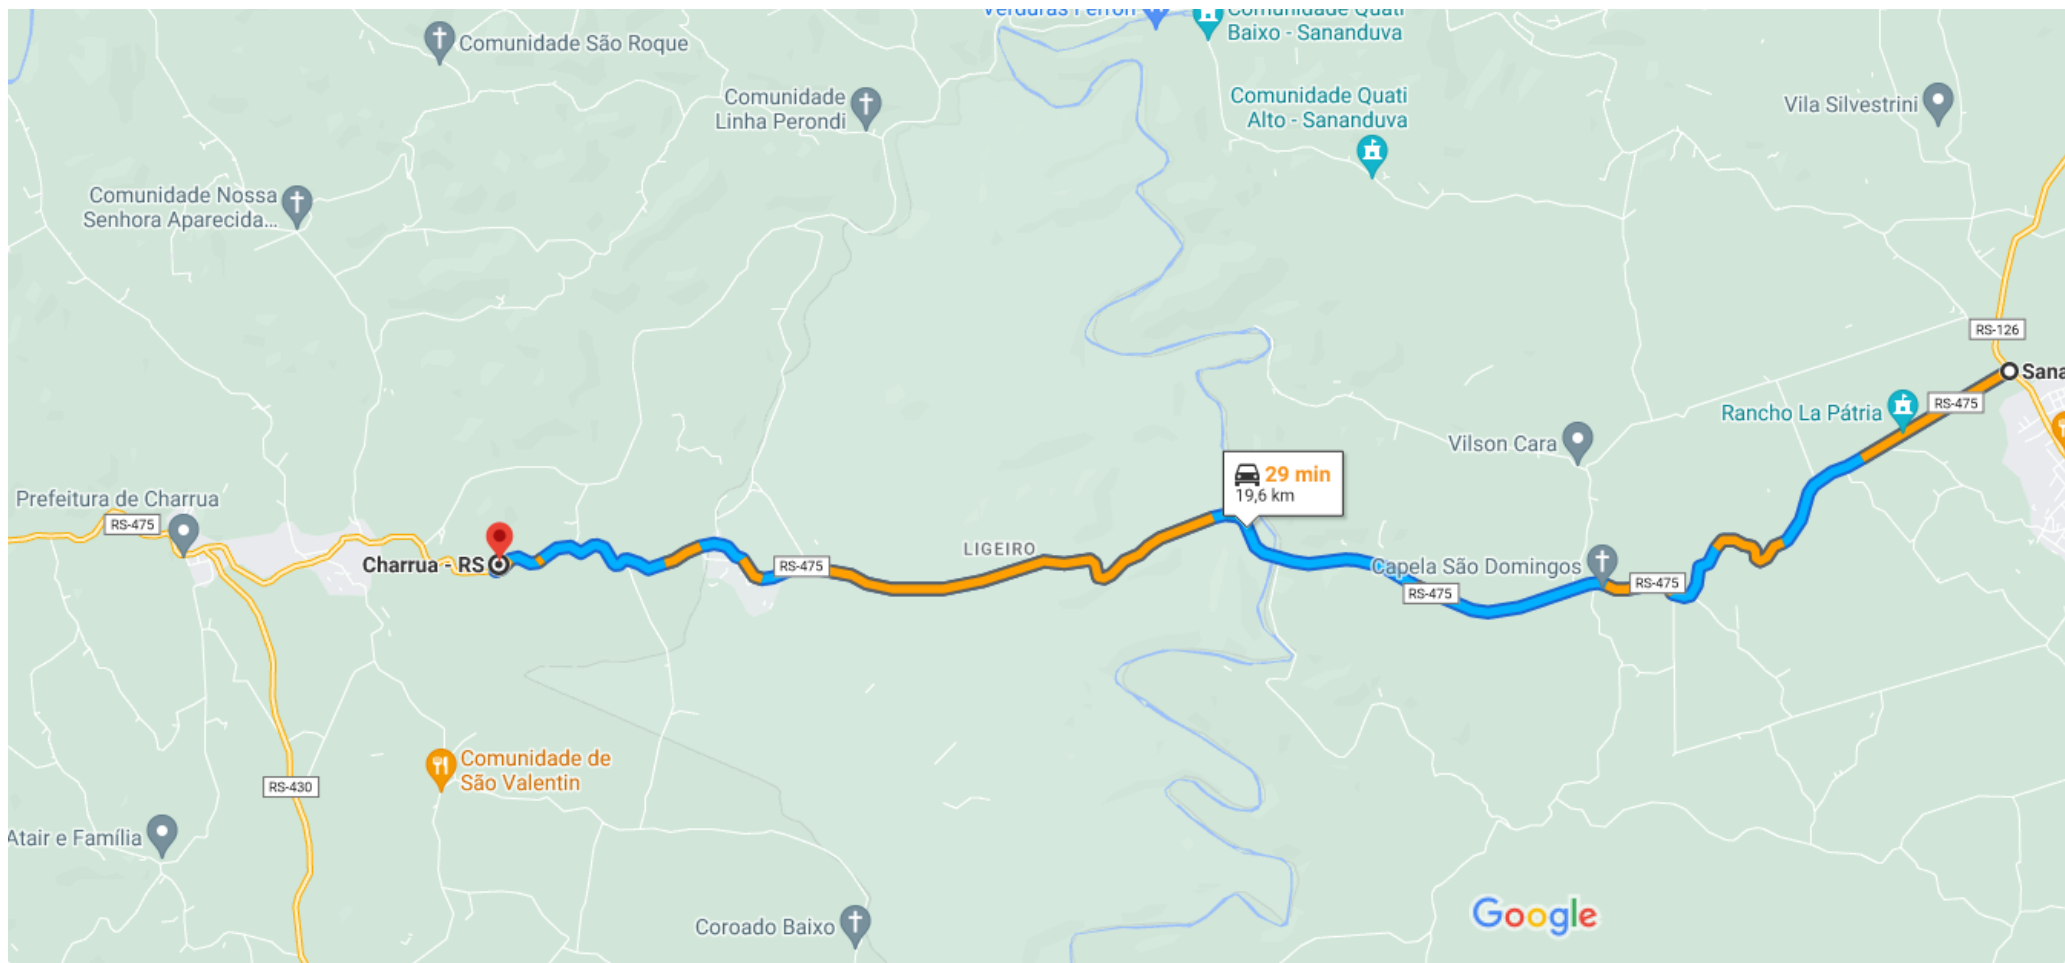 Verduras Ferron
Comunidade Quati
Baixo - Sananduva
Comunidade São Roque
Comunidade
Linha Perondi
Comunidade Quati
Alto - Sananduva
Vila Silvestrini
Comunidade Nossa
Senhora Aparecida...
RS-126
Sana
RS-475
Rancho La Pátria
Vilson Cara
29 min
19,6 km
Prefeitura de Charrua
RS-475
LIGEIRO
Charrua - RS
RS-475
Capela São Domingos
RS-475
RS-475
Comunidade de
São Valentin
RS-430
Atair e Família
Coroado Baixo
Google